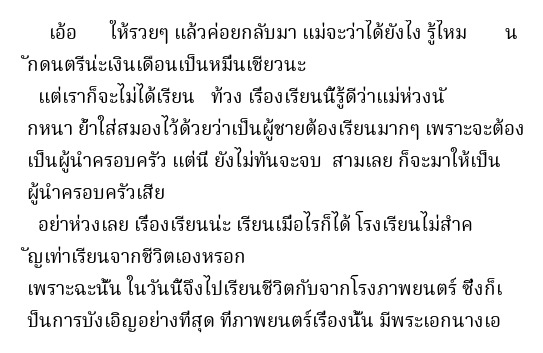 เอ้อ ให้รวยๆ แล้วค่อยกลับมา แม่จะว่าได้ยังไง รู้ไหม น
ักดนตรีน่ะเงินเดือนเป็นหมื่นเชียวนะ
แต่เราก็จะไม่ได้เรียน ท้วง เรื่องเรียนนี้รู้ดีว่าแม่ห่วงนั
กหนา ย้ำใส่สมองไว้ด้วยว่าเป็นผู้ชายต้องเรียนมากๆ เพราะจะต้อง
เป็นผู้นำครอบครัว แต่นี่ ยังไม่ทันจะจบ สามเลย ก็จะมาให้เป็น
ผู้นำครอบครัวเสีย
อย่าห่วงเลย เรื่องเรียนน่ะ เรียนเมื่อไรก็ได้ โรงเรียนไม่สำค
ัญเท่าเรียนจากชีวิตเองหรอก
เพราะฉะนั้น ในวันนี้จึงไปเรียนชีวิตกับจากโรงภาพยนตร์ ซึ่งก็เ
ป็นการบังเอิญอย่างที่สุด ที่ภาพยนตร์เรื่องนั้น มีพระเอกนางเอ